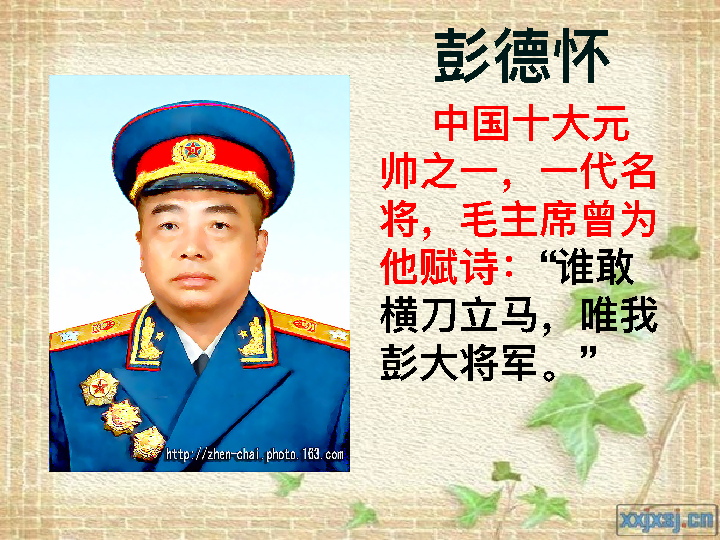 彭德怀
中国十大元
帅之一，一代名
将，毛主席曾为
他赋诗：“谁敢
横刀立马，唯我
彭大将军。”
http://zhen-chai.photo.163.com
xxjxsj.cn